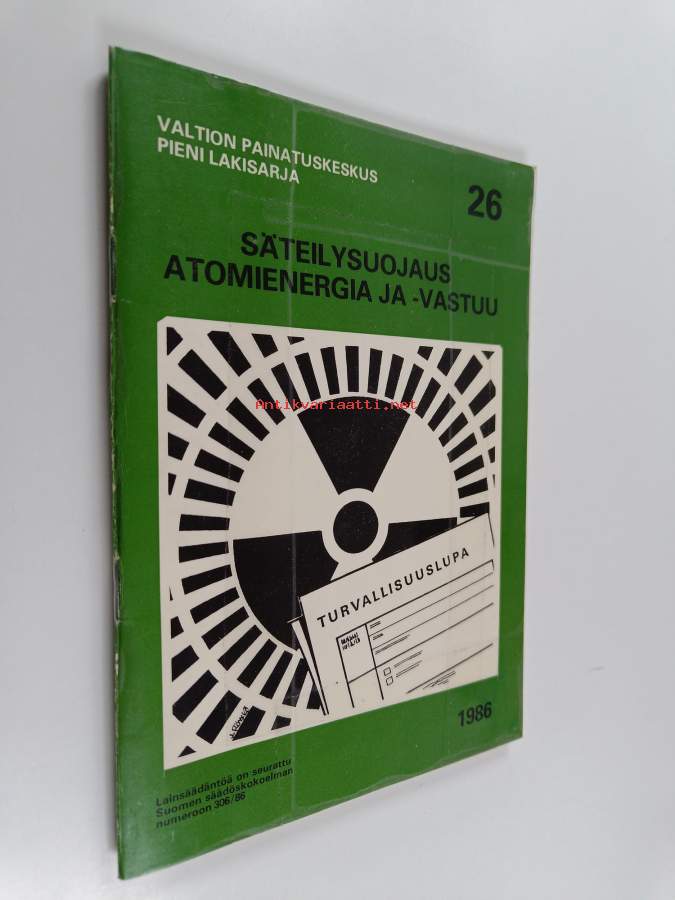 VALTION PAINATUSKESKUS
PIENI LAKISARJA
26
SÄTEILYSUOJAUS
ATOMIENERGIA JA -VASTUU
Antikvariaatti.net
TURVALLISUUSLUPA
1986
Lainsäädäntöä on seurattu
Suomen säädöskokoelman
numeroon 306/86